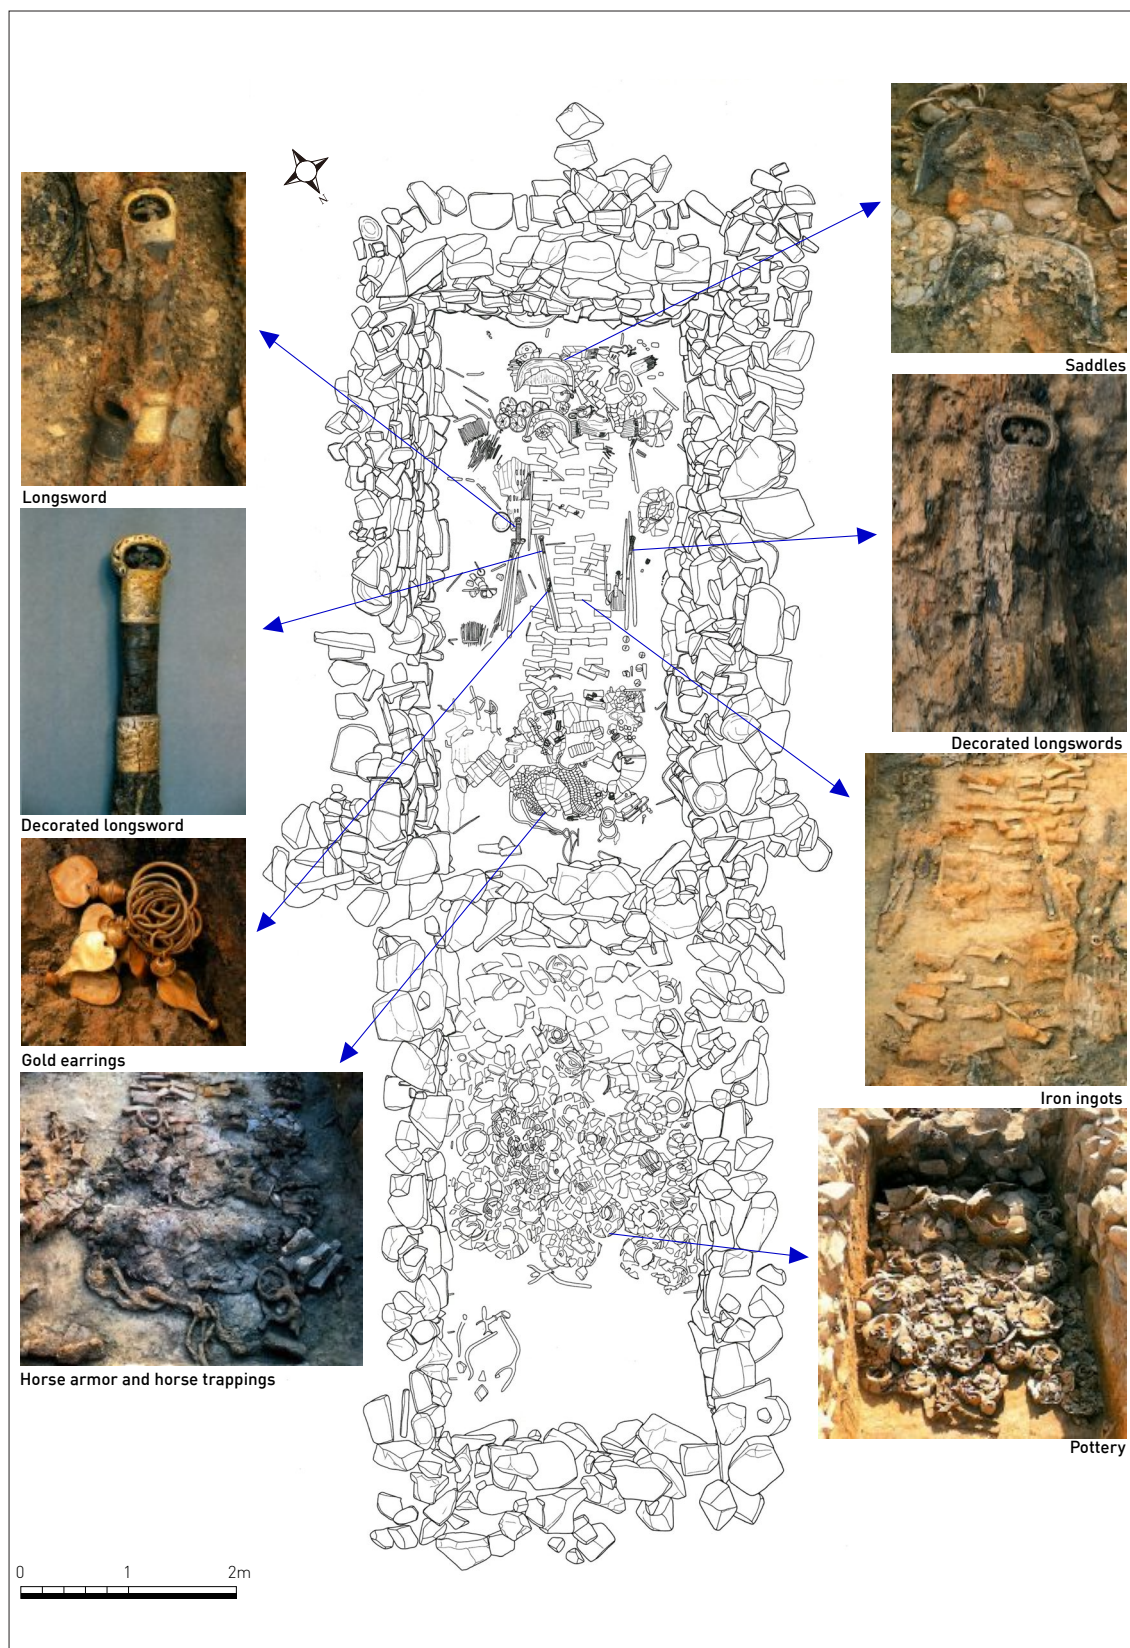 N
Saddles
Longsword
Decorated longswords
Decorated longsword
Gold earrings
Iron ingots
Horse armor and horse trappings
Pottery
0 1 2m